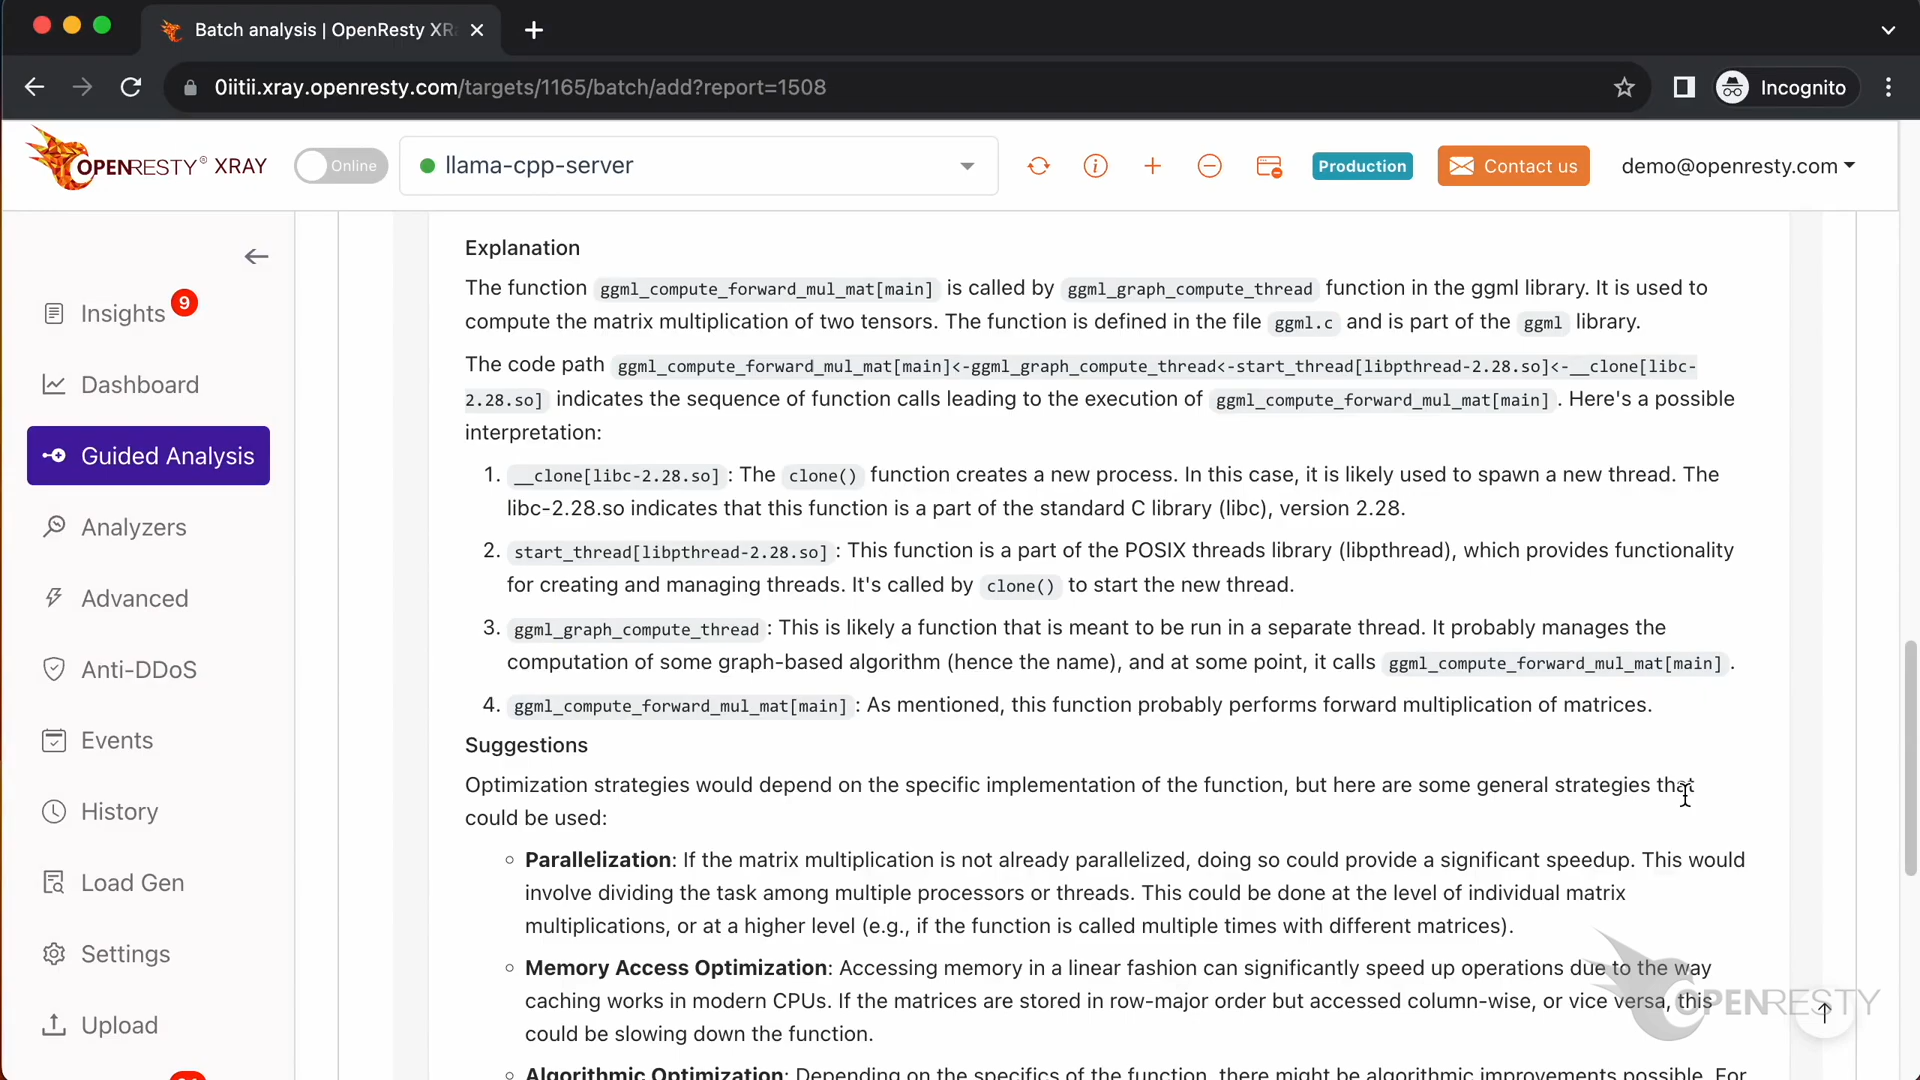 Batch analysis | OpenResty XR
0iitii.xray.openresty.com/targets/1165/batch/add?report=1508
Incognito
OPENRESTY® XRAY
Online
llama-cpp-server
Production
Contact us
demo@openresty.com
Insights 9
Dashboard
Guided Analysis
Analyzers
Advanced
Anti-DDoS
Events
History
Load Gen
Settings
Upload
Explanation
The function ggml_compute_forward_mul_mat[main] is called by ggml_graph_compute_thread function in the ggml library. It is used to
compute the matrix multiplication of two tensors. The function is defined in the file ggml.c and is part of the ggml library.
The code path ggml_compute_forward_mul_mat[main]<-ggml_graph_compute_thread<-start_thread[libpthread-2.28.so]<-__clone[libc-
2.28.so] indicates the sequence of function calls leading to the execution of ggml_compute_forward_mul_mat[main]. Here's a possible
interpretation:
1. __clone[libc-2.28.so]: The clone() function creates a new process. In this case, it is likely used to spawn a new thread. The
libc-2.28.so indicates that this function is a part of the standard C library (libc), version 2.28.
2. start_thread[libpthread-2.28.so]: This function is a part of the POSIX threads library (libpthread), which provides functionality
for creating and managing threads. It's called by clone() to start the new thread.
3. ggml_graph_compute_thread: This is likely a function that is meant to be run in a separate thread. It probably manages the
computation of some graph-based algorithm (hence the name), and at some point, it calls ggml_compute_forward_mul_mat[main].
4. ggml_compute_forward_mul_mat[main]: As mentioned, this function probably performs forward multiplication of matrices.
Suggestions
Optimization strategies would depend on the specific implementation of the function, but here are some general strategies that
could be used:
Parallelization: If the matrix multiplication is not already parallelized, doing so could provide a significant speedup. This would
involve dividing the task among multiple processors or threads. This could be done at the level of individual matrix
multiplications, or at a higher level (e.g., if the function is called multiple times with different matrices).
Memory Access Optimization: Accessing memory in a linear fashion can significantly speed up operations due to the way
caching works in modern CPUs. If the matrices are stored in row-major order but accessed column-wise, or vice versa, this
could be slowing down the function.
Algorithmic Optimization: Depending on the specifics of the function, there might be algorithmic improvements possible. For
OPENRESTY